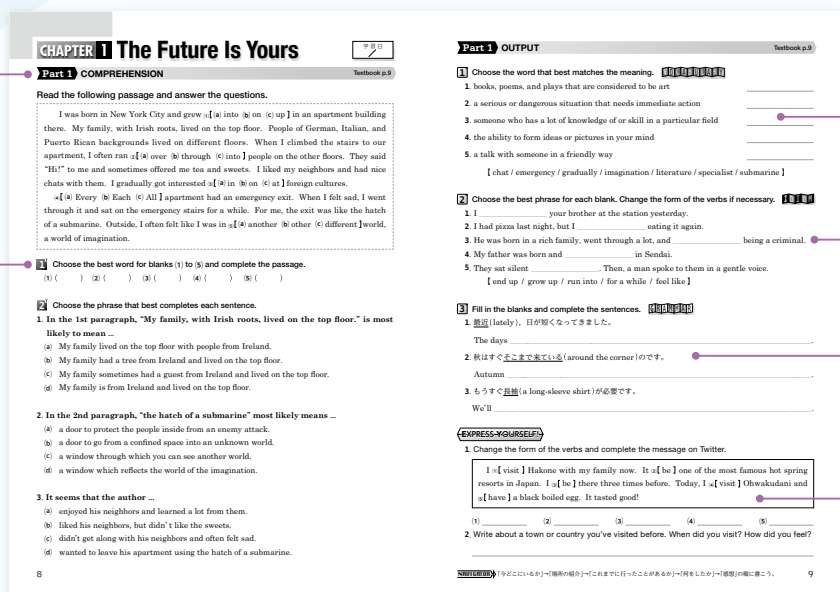 CHAPTER 1 The Future Is Yours
学習日
Part 1 COMPREHENSION Textbook p.9
Read the following passage and answer the questions.
I was born in New York City and grew (1)[ (a) into (b) on (c) up ] in an apartment building
there. My family, with Irish roots, lived on the top floor. People of German, Italian, and
Puerto Rican backgrounds lived on different floors. When I climbed the stairs to our
apartment, I often ran (2)[ (a) over (b) through (c) into ] people on the other floors. They said
"Hi!" to me and sometimes offered me tea and sweets. I liked my neighbors and had nice
chats with them. I gradually got interested (3)[ (a) in (b) on (c) at ] foreign cultures.
(4)[ (a) Every (b) Each (c) All ] apartment had an emergency exit. When I felt sad, I went
through it and sat on the emergency stairs for a while. For me, the exit was like the hatch
of a submarine. Outside, I often felt like I was in (5)[ (a) another (b) other (c) different ] world,
a world of imagination.
1 Choose the best word for blanks (1) to (5) and complete the passage.
(1) ( ) (2) ( ) (3) ( ) (4) ( ) (5) ( )
2 Choose the phrase that best completes each sentence.
1. In the 1st paragraph, "My family, with Irish roots, lived on the top floor." is most
likely to mean ...
(a) My family lived on the top floor with people from Ireland.
(b) My family had a tree from Ireland and lived on the top floor.
(c) My family sometimes had a guest from Ireland and lived on the top floor.
(d) My family is from Ireland and lived on the top floor.
2. In the 2nd paragraph, "the hatch of a submarine" most likely means ...
(a) a door to protect the people inside from an enemy attack.
(b) a door to go from a confined space into an unknown world.
(c) a window through which you can see another world.
(d) a window which reflects the world of the imagination.
3. It seems that the author ...
(a) enjoyed his neighbors and learned a lot from them.
(b) liked his neighbors, but didn't like the sweets.
(c) didn't get along with his neighbors and often felt sad.
(d) wanted to leave his apartment using the hatch of a submarine.
8
Part 1 OUTPUT Textbook p.9
1 Choose the word that best matches the meaning. VOCABULARY
1. books, poems, and plays that are considered to be art
2. a serious or dangerous situation that needs immediate action
3. someone who has a lot of knowledge of or skill in a particular field
4. the ability to form ideas or pictures in your mind
5. a talk with someone in a friendly way
[ chat / emergency / gradually / imagination / literature / specialist / submarine ]
2 Choose the best phrase for each blank. Change the form of the verbs if necessary. IDIOM
1. I ____ your brother at the station yesterday.
2. I had pizza last night, but I ____ eating it again.
3. He was born in a rich family, went through a lot, and ____ being a criminal.
4. My father was born and ____ in Sendai.
5. They sat silent ____. Then, a man spoke to them in a gentle voice.
[ end up / grow up / run into / for a while / feel like ]
3 Fill in the blanks and complete the sentences. GRAMMAR
1. 最近(lately)，日が短くなってきました。
The days ____.
2. 秋はすぐそこまで来ている(around the corner)のです。
Autumn ____.
3. もうすぐ長袖(a long-sleeve shirt)が必要です。
We'll ____.
EXPRESS YOURSELF!
1. Change the form of the verbs and complete the message on Twitter.
I (1)[ visit ] Hakone with my family now. It (2)[ be ] one of the most famous hot spring
resorts in Japan. I (3)[ be ] there three times before. Today, I (4)[ visit ] Ohwakudani and
(5)[ have ] a black boiled egg. It tasted good!
(1) ____ (2) ____ (3) ____ (4) ____ (5) ____
2. Write about a town or country you've visited before. When did you visit? How did you feel?
NAVIGATOR 「今どこにいるか」→「場所の紹介」→「これまでに行ったことがあるか」→「何をしたか」→「感想」の順に書こう。
9